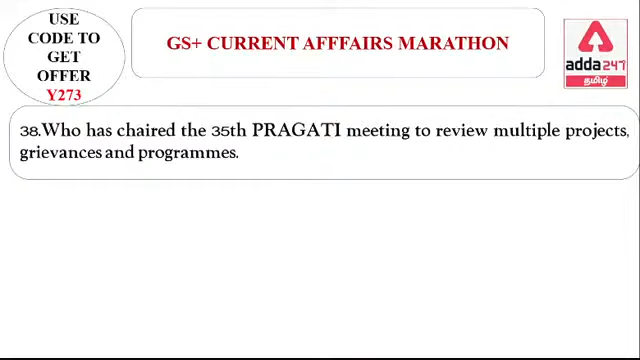 USE
CODE TO
GET
OFFER
Y273
GS+ CURRENT AFFFAIRS MARATHON
adda247
தமிழ்
38.Who has chaired the 35th PRAGATI meeting to review multiple projects,
grievances and programmes.